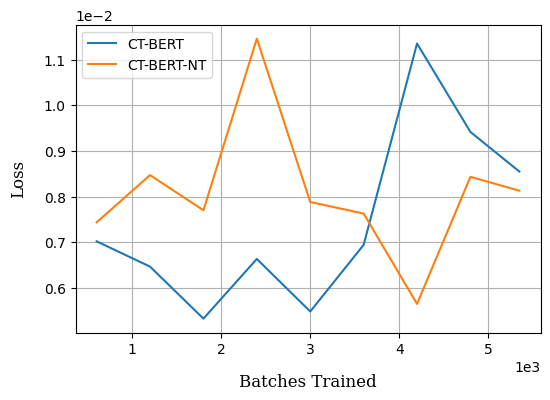 1e−2
CT-BERT
CT-BERT-NT
1.1
1.0
0.9
0.8
0.7
0.6
Loss
1 2 3 4 5
1e3
Batches Trained